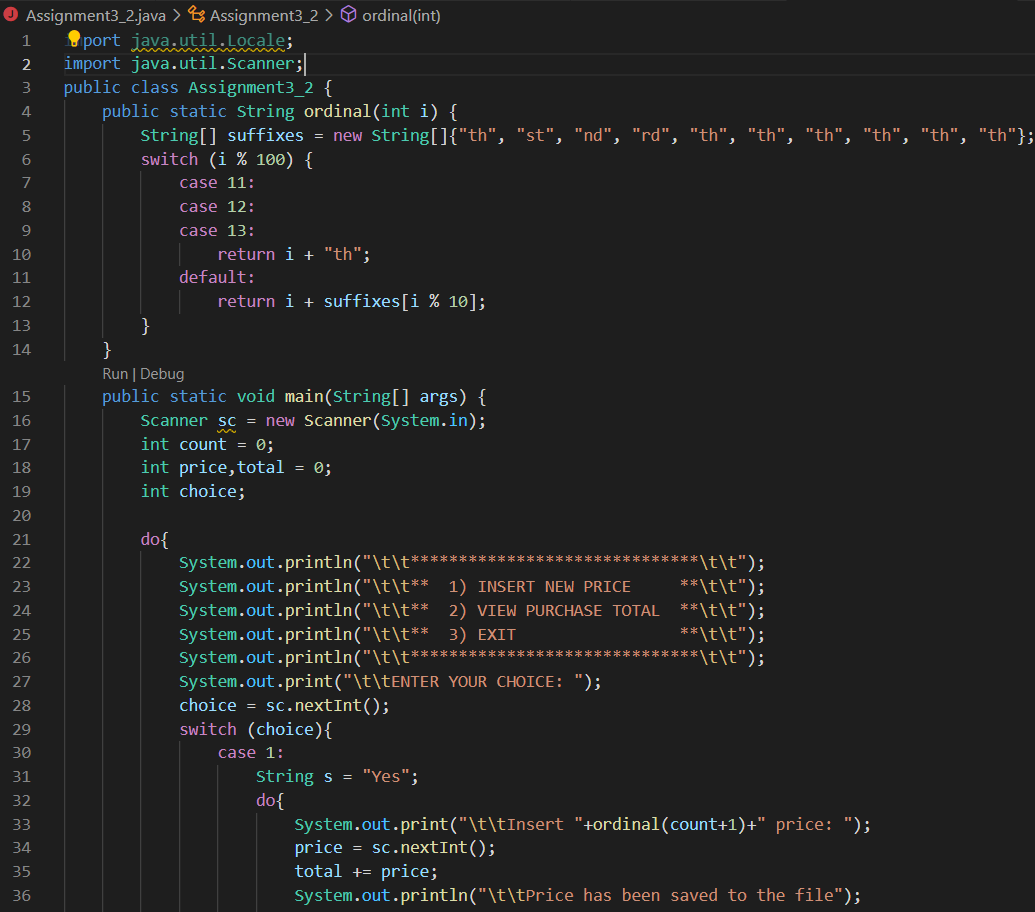 Assignment3_2.java > Assignment3_2 > ordinal(int)
1 import java.util.Locale;
2 import java.util.Scanner;
3 public class Assignment3_2 {
4     public static String ordinal(int i) {
5         String[] suffixes = new String[]{"th", "st", "nd", "rd", "th", "th", "th", "th", "th", "th"};
6         switch (i % 100) {
7             case 11:
8             case 12:
9             case 13:
10                 return i + "th";
11             default:
12                 return i + suffixes[i % 10];
13         }
14     }
Run | Debug
15     public static void main(String[] args) {
16         Scanner sc = new Scanner(System.in);
17         int count = 0;
18         int price,total = 0;
19         int choice;
20
21         do{
22             System.out.println("\t\t******************************\t\t");
23             System.out.println("\t\t**  1) INSERT NEW PRICE     **\t\t");
24             System.out.println("\t\t**  2) VIEW PURCHASE TOTAL  **\t\t");
25             System.out.println("\t\t**  3) EXIT                 **\t\t");
26             System.out.println("\t\t******************************\t\t");
27             System.out.print("\t\tENTER YOUR CHOICE: ");
28             choice = sc.nextInt();
29             switch (choice){
30                 case 1:
31                     String s = "Yes";
32                     do{
33                         System.out.print("\t\tInsert "+ordinal(count+1)+" price: ");
34                         price = sc.nextInt();
35                         total += price;
36                         System.out.println("\t\tPrice has been saved to the file");